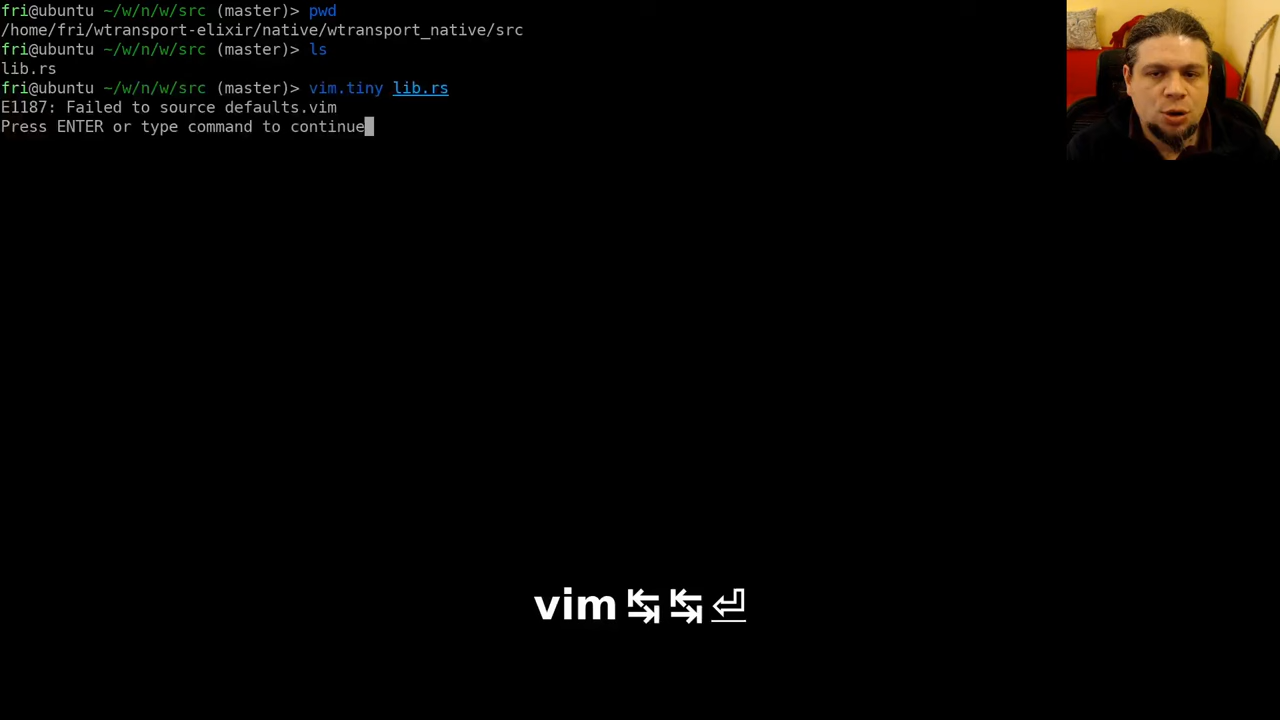 fri@ubuntu ~/w/n/w/src (master)> pwd
/home/fri/wtransport-elixir/native/wtransport_native/src
fri@ubuntu ~/w/n/w/src (master)> ls
lib.rs
fri@ubuntu ~/w/n/w/src (master)> vim.tiny lib.rs
E1187: Failed to source defaults.vim
Press ENTER or type command to continue
vim ↹ ↹ ⏎